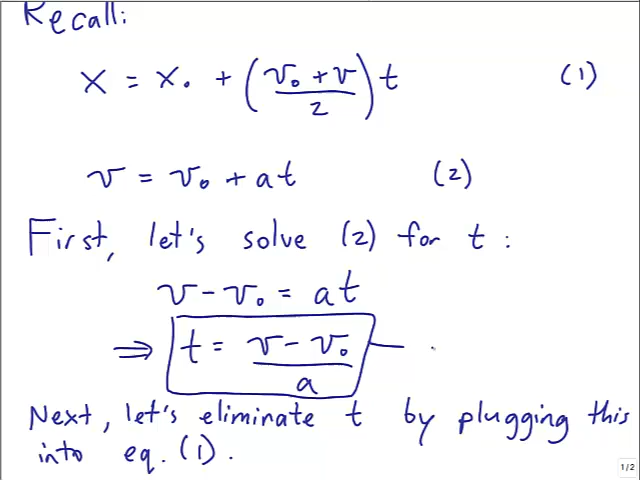 Recall:
x = x₀ + ((v₀ + v)/2) t (1)
v = v₀ + at (2)
First, let's solve (2) for t:
v - v₀ = at
⇒ t = (v - v₀)/a
Next, let's eliminate t by plugging this
into eq. (1).
1/2